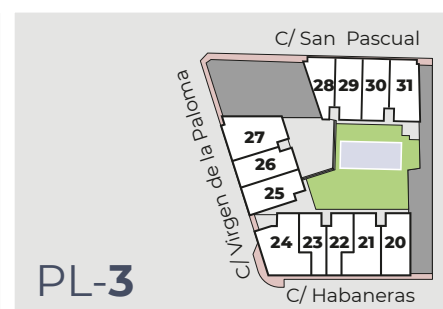 C/ San Pascual
28 29 30 31
C/ Virgen de la Paloma
27
26
25
24 23 22 21 20
PL-3
C/ Habaneras